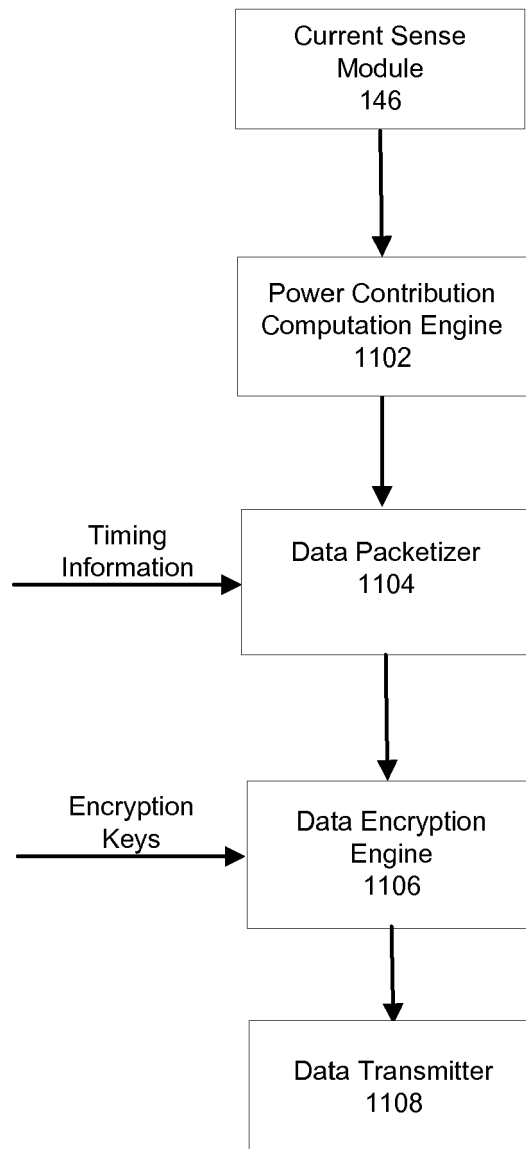 Current Sense
Module
146
Power Contribution
Computation Engine
1102
Timing
Information
Data Packetizer
1104
Encryption
Keys
Data Encryption
Engine
1106
Data Transmitter
1108